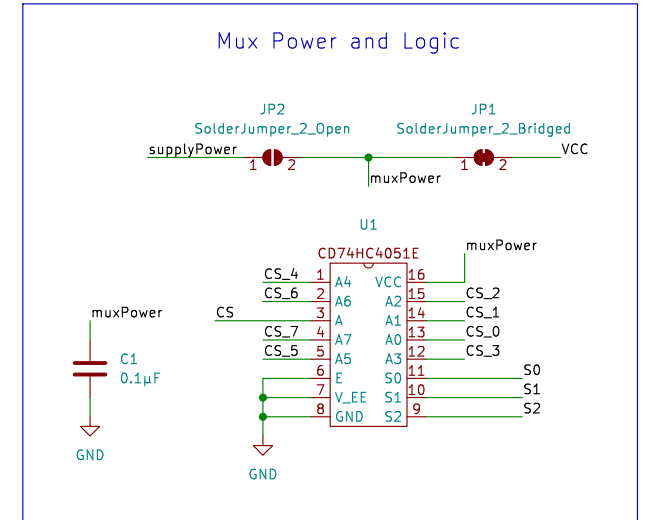 Mux Power and Logic
JP2
SolderJumper_2_Open
JP1
SolderJumper_2_Bridged
supplyPower
1 2
1 2
VCC
muxPower
U1
CD74HC4051E
muxPower
CS_4 1 A4 VCC 16
CS_6 2 A6 A2 15 CS_2
CS 3 A A1 14 CS_1
CS_7 4 A7 A0 13 CS_0
CS_5 5 A5 A3 12 CS_3
6 E S0 11 S0
7 V_EE S1 10 S1
8 GND S2 9 S2
GND
muxPower
C1
0.1µF
GND